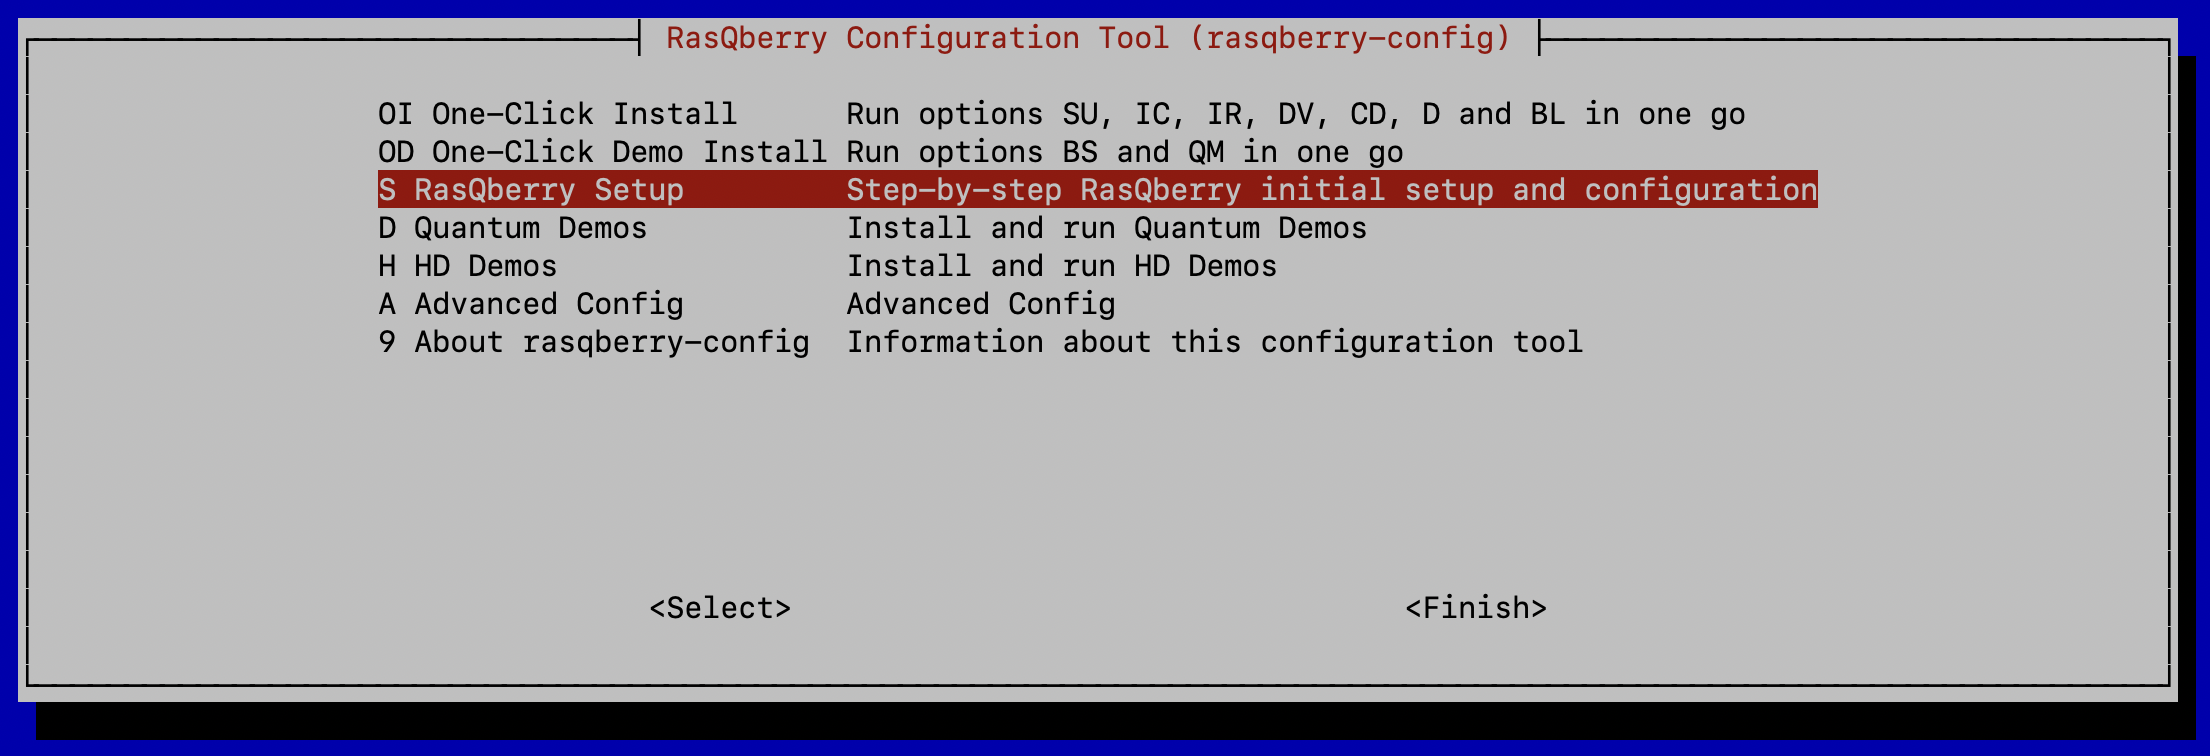 RasQberry Configuration Tool (rasqberry-config)
OI One-Click Install Run options SU, IC, IR, DV, CD, D and BL in one go
OD One-Click Demo Install Run options BS and QM in one go
S RasQberry Setup Step-by-step RasQberry initial setup and configuration
D Quantum Demos Install and run Quantum Demos
H HD Demos Install and run HD Demos
A Advanced Config Advanced Config
9 About rasqberry-config Information about this configuration tool
<Select> <Finish>